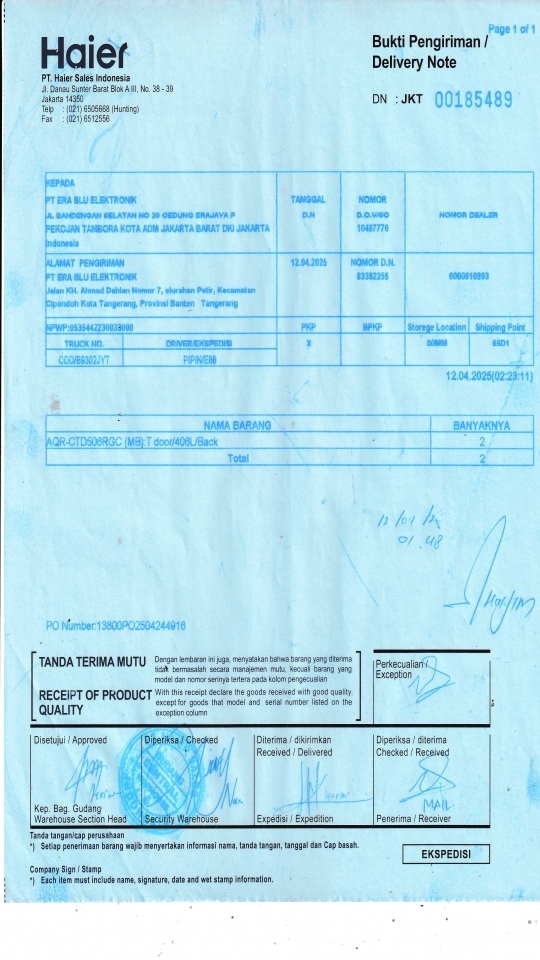 Page 1 of 1
Haier
Bukti Pengiriman /
Delivery Note
PT. Haier Sales Indonesia
Jl. Danau Sunter Barat Blok A III, No. 38 - 39
Jakarta 14350
Telp : (021) 6505668 (Hunting)
Fax : (021) 6512556
DN : JKT 00185489
KEPADA
PT ERA BLU ELEKTRONIK
JL. BANDENGAN SELATAN NO 20 GEDUNG ERAJAYA P
PEKOJAN TAMBORA KOTA ADM JAKARTA BARAT DKI JAKARTA
Indonesia
TANGGAL
D.N
NOMOR
D.O.V/SO
10487776
NOMOR DEALER
ALAMAT PENGIRIMAN
PT ERA BLU ELEKTRONIK
Jalan KH. Ahmad Dahlan Nomor 7, elurahan Petir, Kecamatan
Cipondoh Kota Tangerang, Provinsi Banten Tangerang
12.04.2025
NOMOR D.N.
83382255
PKP BPKP Storege Location Shipping Point
TRUCK NO. DRIVER/EKSPEDISI X
CDD/B9302JYT
12.04.2025(02:23:11)
NAMA BARANG BANYAKNYA
AQR-CTD506RGC (MB):T door/406L/Back 2
Total 2
12/04/25
01.48
PO Number:13800PO2504244916
TANDA TERIMA MUTU
Dengan lembaran ini juga, menyatakan bahwa barang yang diterima
tidak bermasalah secara manajemen mutu, kecuali barang yang
model dan nomor serinya tertera pada kolom pengecualian
RECEIPT OF PRODUCT
QUALITY
With this receipt declare the goods received with good quality,
except for goods that model and serial number listed on the
exception column
Perkecualian /
Exception
Disetujui / Approved
Diperiksa / Checked
Diterima / dikirimkan
Received / Delivered
Diperiksa / diterima
Checked / Received
MAIL
Kep. Bag. Gudang
Warehouse Section Head
Security Warehouse
Expedisi / Expedition
Penerima / Receiver
Tanda tangan/cap perusahaan
*) Setiap penerimaan barang wajib menyertakan informasi nama, tanda tangan, tanggal dan Cap basah.
EKSPEDISI
Company Sign / Stamp
*) Each item must include name, signature, date and wet stamp information.